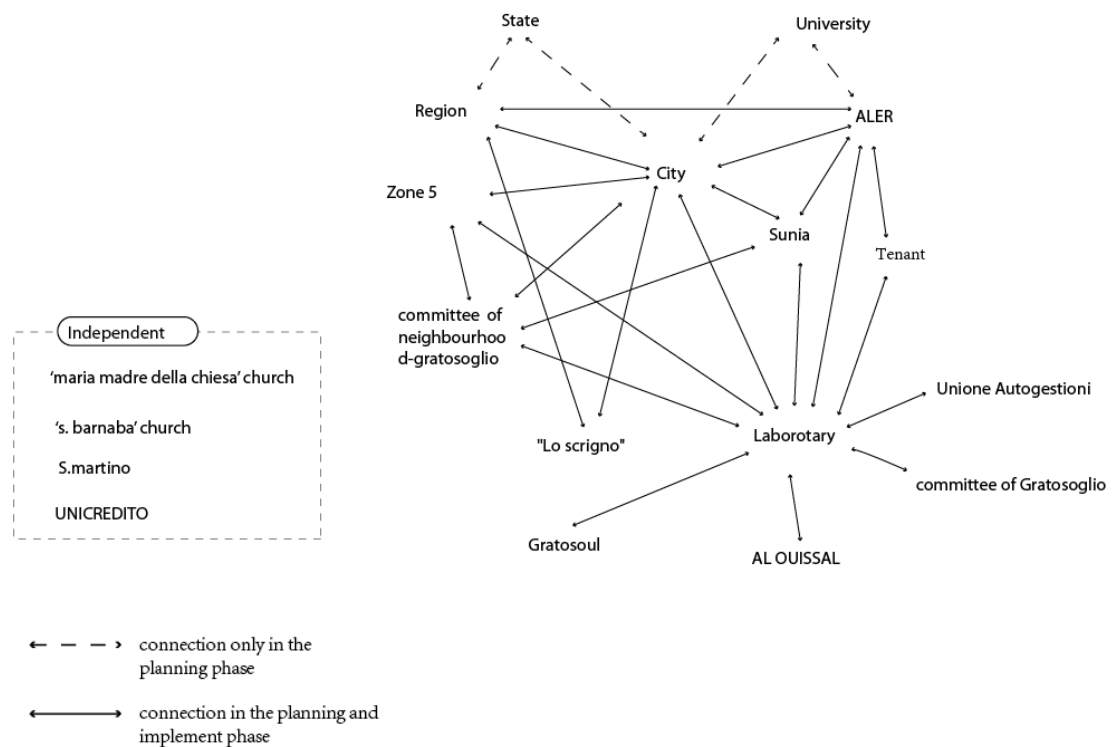 State
University
Region
ALER
City
Zone 5
Sunia
Tenant
committee of
neighbourhoo
d-gratosoglio
Independent
'maria madre della chiesa' church
's. barnaba' church
S.martino
UNICREDITO
"Lo scrigno"
Laborotary
Unione Autogestioni
committee of Gratosoglio
Gratosoul
AL OUISSAL
connection only in the
planning phase
connection in the planning and
implement phase